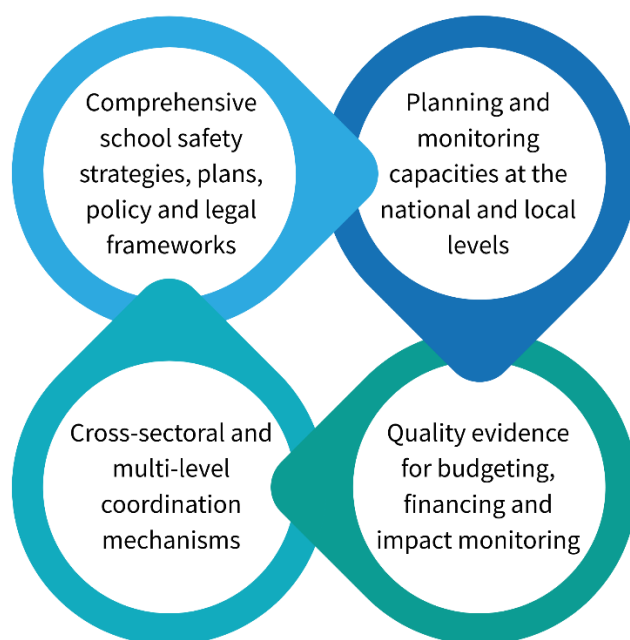 Comprehensive
school safety
strategies, plans,
policy and legal
frameworks
Planning and
monitoring
capacities at the
national and local
levels
Cross-sectoral and
multi-level
coordination
mechanisms
Quality evidence
for budgeting,
financing and
impact monitoring